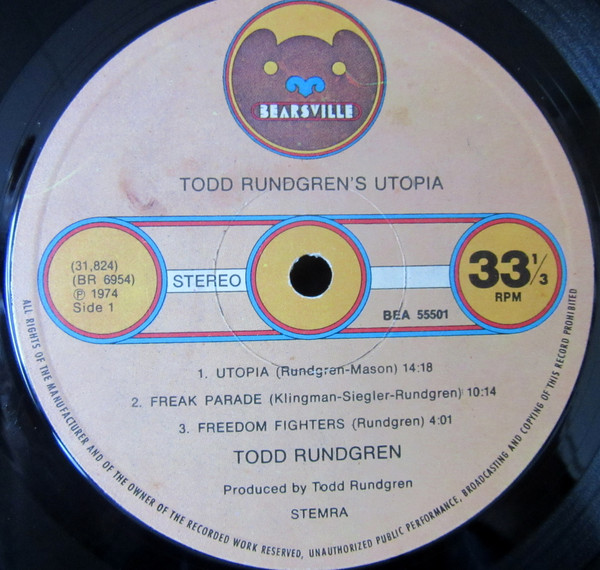 BEARSVILLE
TODD RUNDGREN'S UTOPIA
(31,824)
(BR 6954)
Ⓟ 1974
Side 1
STEREO
33 1/3
RPM
BEA 55501
1. UTOPIA (Rundgren-Mason) 14:18
2. FREAK PARADE (Klingman-Siegler-Rundgren) 10:14
3. FREEDOM FIGHTERS (Rundgren) 4:01
TODD RUNDGREN
Produced by Todd Rundgren
STEMRA
ALL RIGHTS OF THE MANUFACTURER AND OF THE OWNER OF THE RECORDED WORK RESERVED, UNAUTHORIZED PUBLIC PERFORMANCE, BROADCASTING AND COPYING OF THIS RECORD PROHIBITED